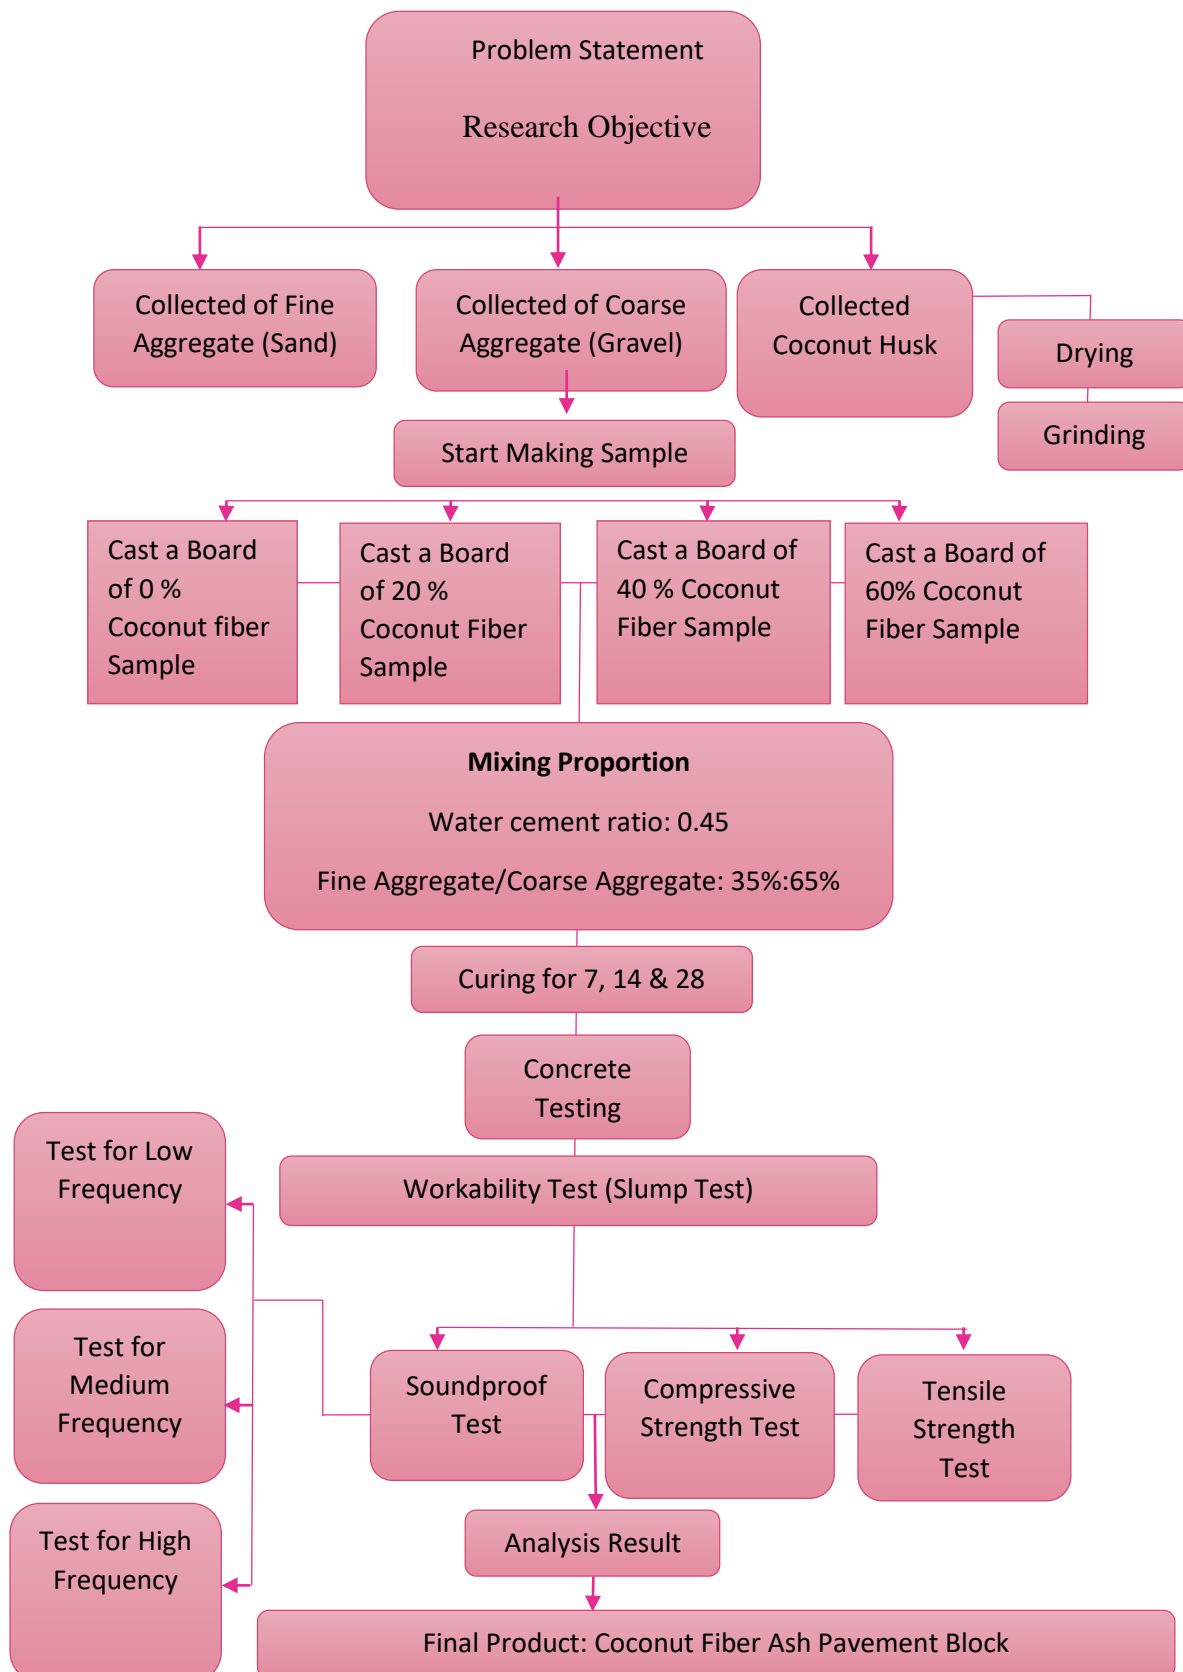 Problem Statement
Research Objective
Collected of Fine
Aggregate (Sand)
Collected of Coarse
Aggregate (Gravel)
Collected
Coconut Husk
Drying
Grinding
Start Making Sample
Cast a Board
of 0 %
Coconut fiber
Sample
Cast a Board
of 20 %
Coconut Fiber
Sample
Cast a Board of
40 % Coconut
Fiber Sample
Cast a Board of
60% Coconut
Fiber Sample
Mixing Proportion
Water cement ratio: 0.45
Fine Aggregate/Coarse Aggregate: 35%:65%
Curing for 7, 14 & 28
Concrete
Testing
Workability Test (Slump Test)
Test for Low
Frequency
Test for
Medium
Frequency
Test for High
Frequency
Soundproof
Test
Compressive
Strength Test
Tensile
Strength
Test
Analysis Result
Final Product: Coconut Fiber Ash Pavement Block